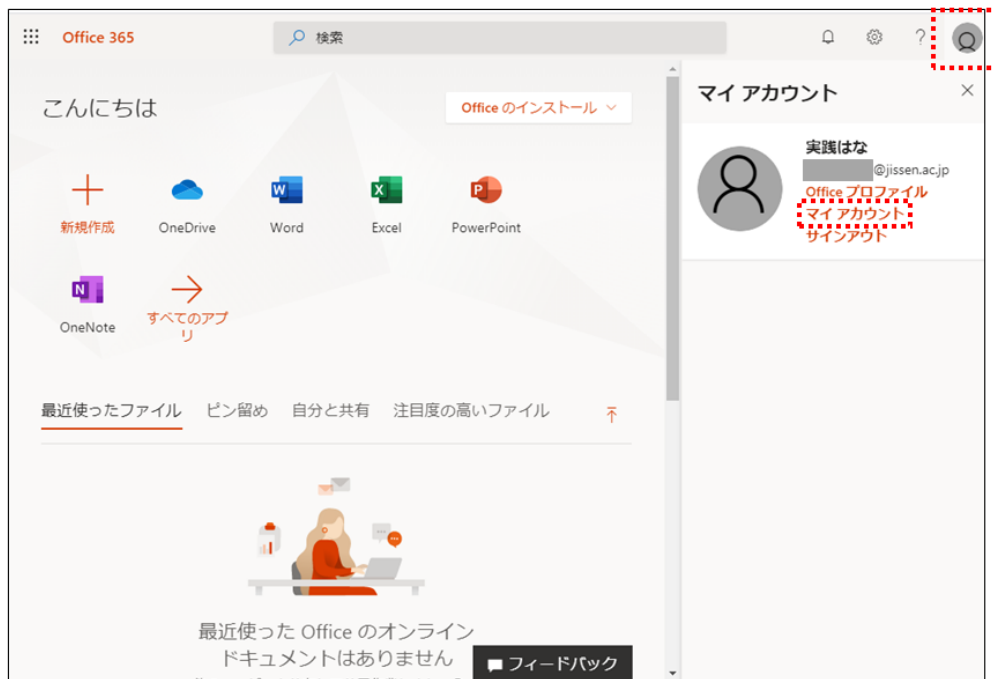 Office 365
検索
?
こんにちは
Office のインストール
新規作成
OneDrive
Word
Excel
PowerPoint
OneNote
すべてのアプ
リ
最近使ったファイル ピン留め 自分と共有 注目度の高いファイル
最近使った Office のオンライン
ドキュメントはありません
フィードバック
マイ アカウント
実践はな
@jissen.ac.jp
Office プロファイル
マイ アカウント
サインアウト